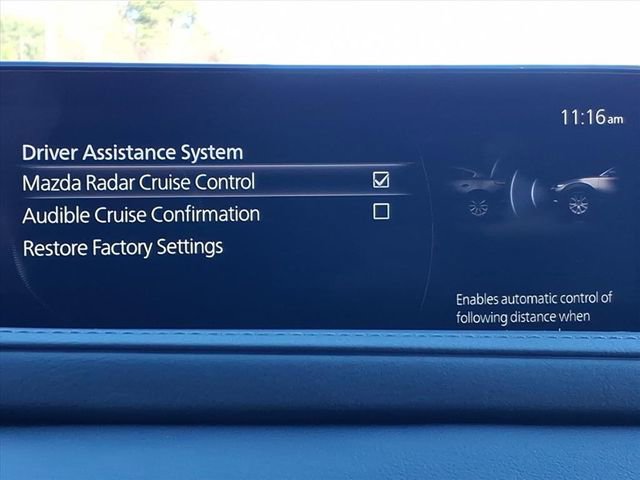 11:16am
Driver Assistance System
Mazda Radar Cruise Control
Audible Cruise Confirmation
Restore Factory Settings
Enables automatic control of
following distance when